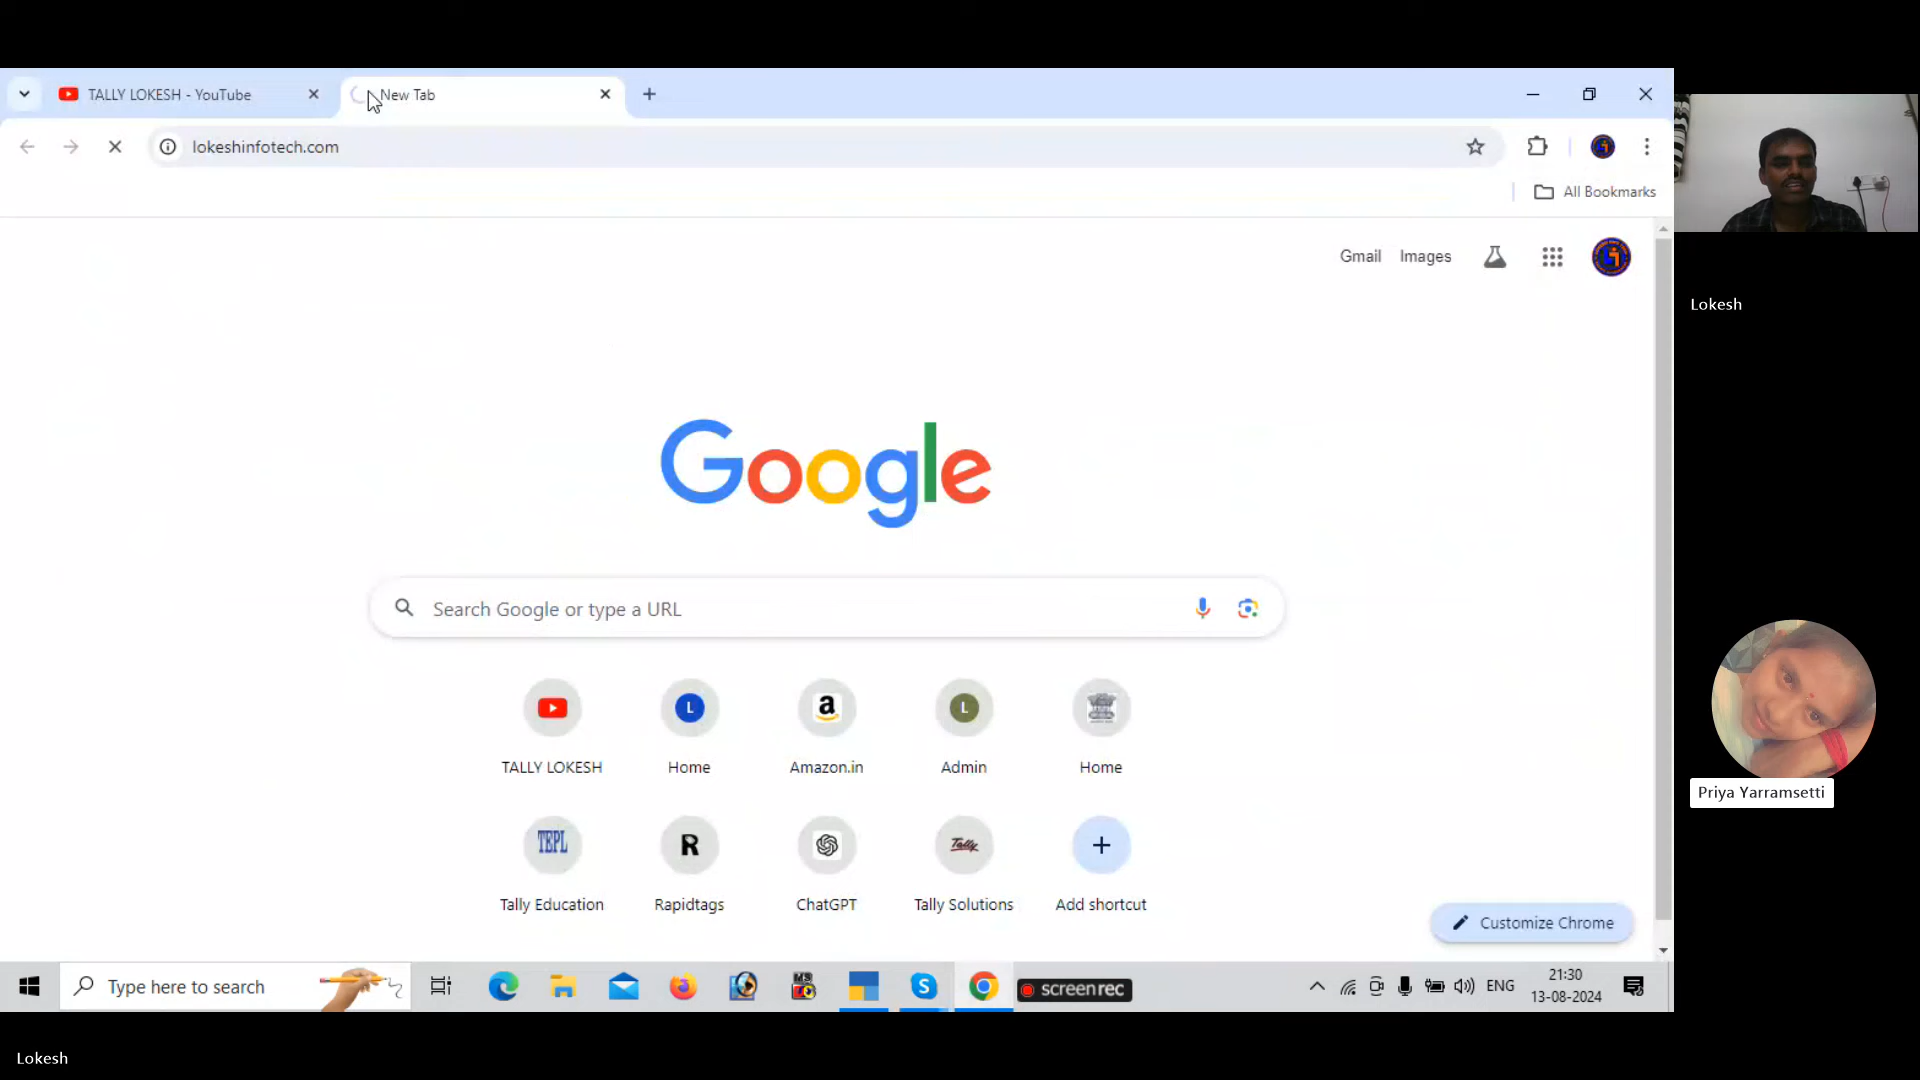 TALLY LOKESH - YouTube
New Tab
lokeshinfotech.com
All Bookmarks
Gmail
Images
Google
Search Google or type a URL
TALLY LOKESH
L
Home
a
Amazon.in
L
Admin
Home
TEPL
Tally Education
R
Rapidtags
ChatGPT
Tally
Tally Solutions
Add shortcut
Customize Chrome
Type here to search
screenrec
ENG
21:30
13-08-2024
Lokesh
Priya Yarramsetti
Lokesh